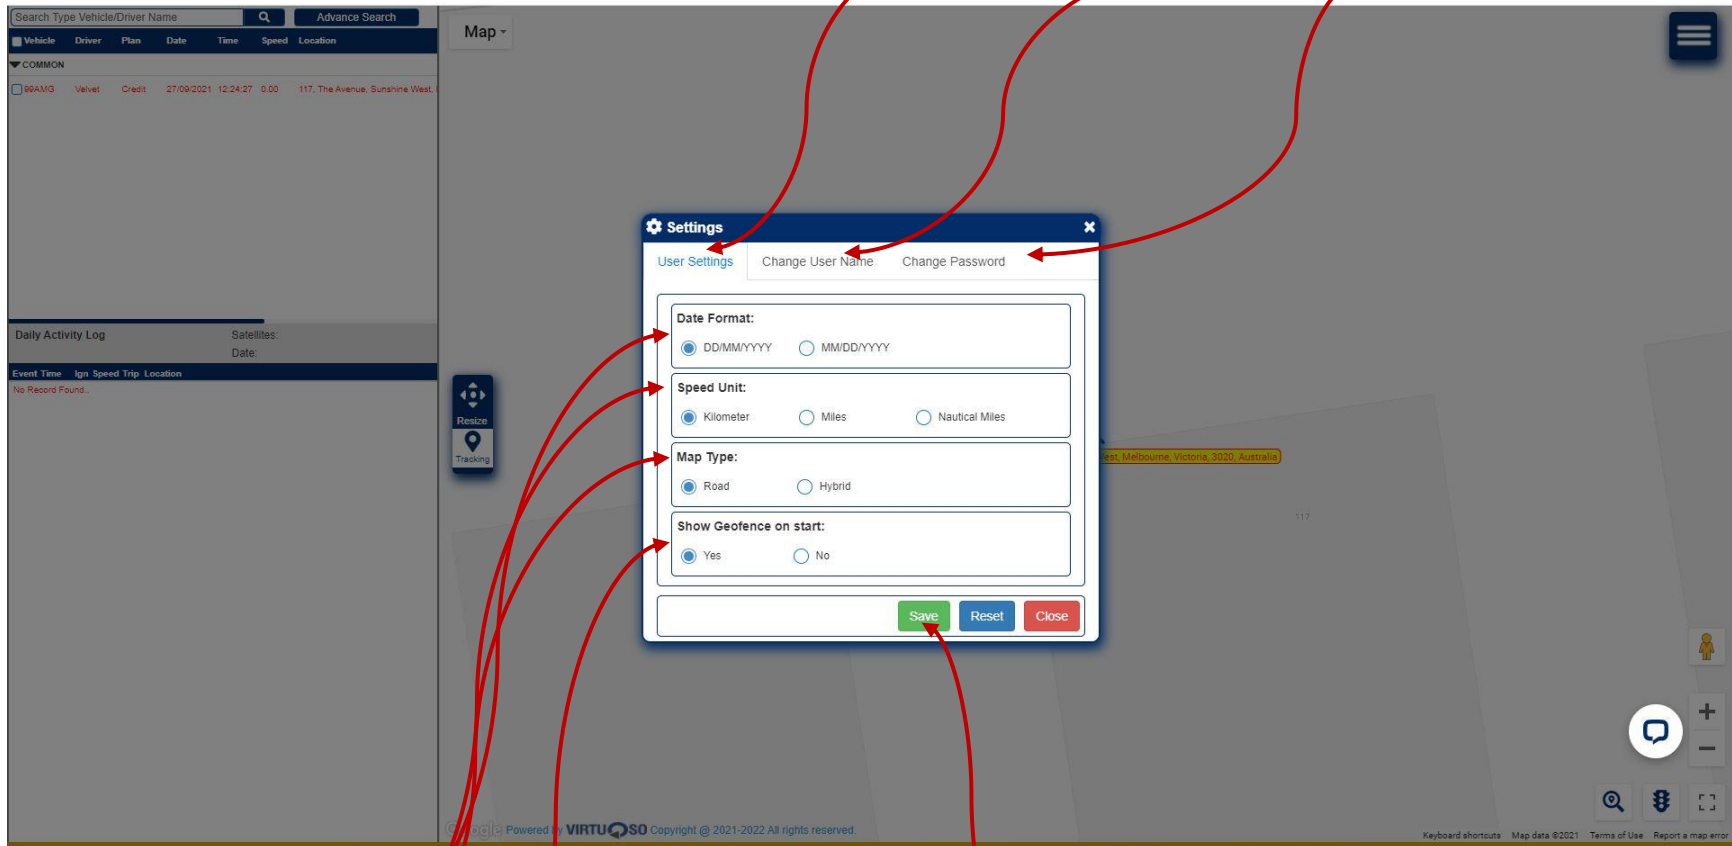 Search Type Vehicle/Driver Name
Advance Search
Vehicle Driver Plan Date Time Speed Location
COMMON
99AMG Velvet Credit 27/09/2021 12:24:27 0.00 117, The Avenue, Sunshine West,
Daily Activity Log Satellites:
Date:
Event Time Ign Speed Trip Location
No Record Found..
Map
Resize
Tracking
Settings
User Settings Change User Name Change Password
Date Format:
DD/MM/YYYY MM/DD/YYYY
Speed Unit:
Kilometer Miles Nautical Miles
Map Type:
Road Hybrid
Show Geofence on start:
Yes No
Save Reset Close
est, Melbourne, Victoria, 3020, Australia
117
Google Powered by VIRTUOSO Copyright @ 2021-2022 All rights reserved.
Keyboard shortcuts Map data ©2021 Terms of Use Report a map error